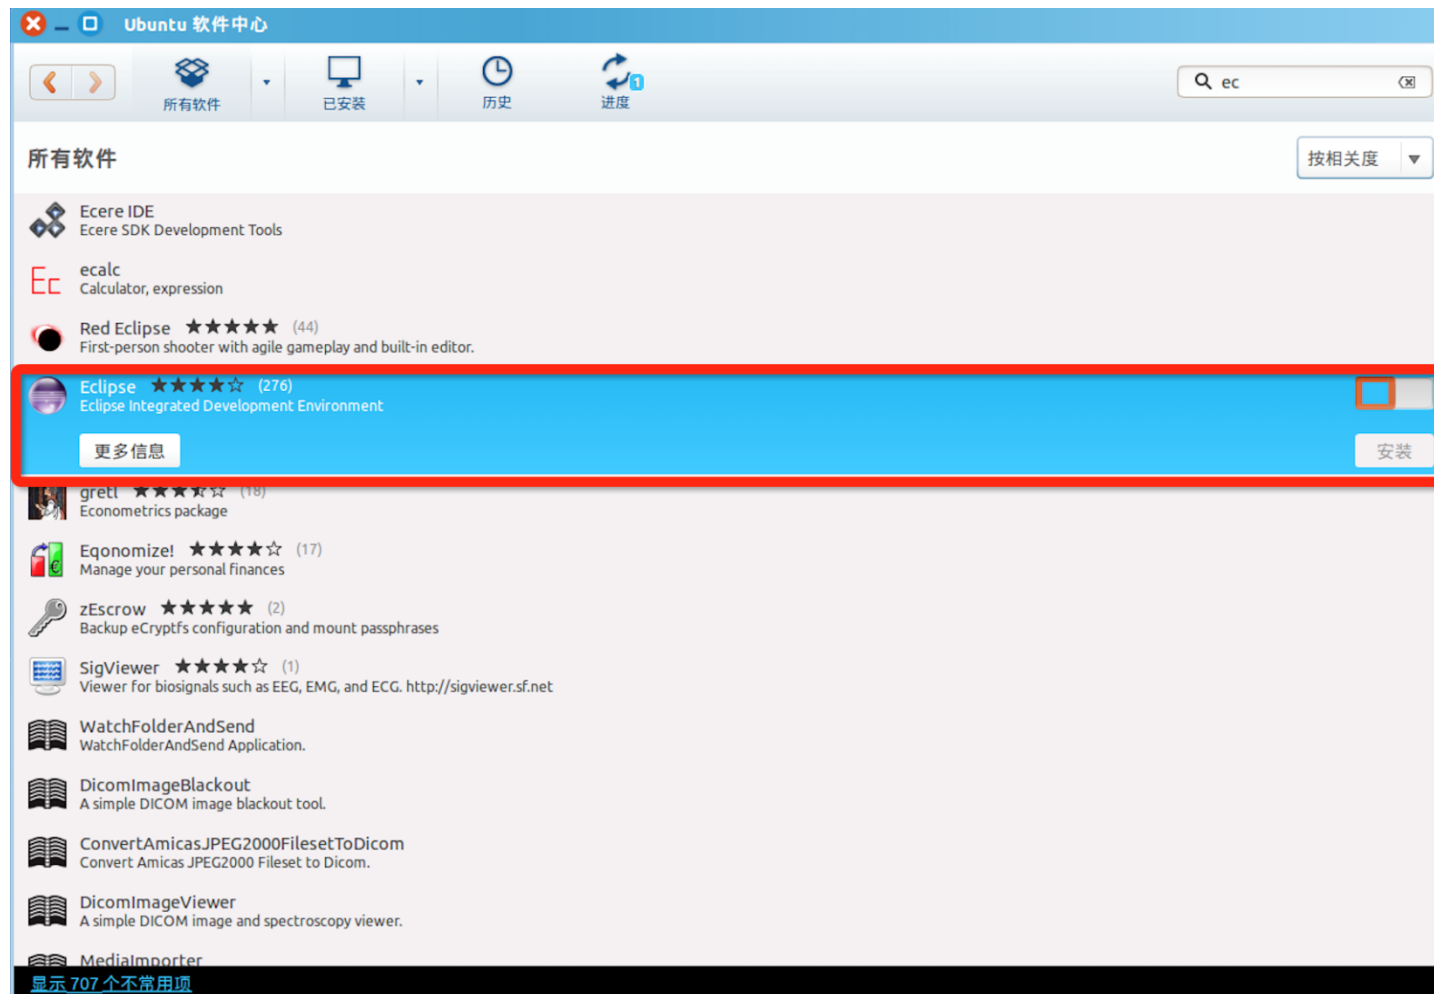 Ubuntu 软件中心
所有软件
已安装
历史
进度
1
ec
所有软件
按相关度
Ecere IDE
Ecere SDK Development Tools
Ec
ecalc
Calculator, expression
Red Eclipse ★★★★★ (44)
First-person shooter with agile gameplay and built-in editor.
Eclipse ★★★★☆ (276)
Eclipse Integrated Development Environment
更多信息
安装
gretl (18)
Econometrics package
Eqonomize! ★★★★☆ (17)
Manage your personal finances
zEscrow ★★★★★ (2)
Backup eCryptfs configuration and mount passphrases
SigViewer ★★★★☆ (1)
Viewer for biosignals such as EEG, EMG, and ECG. http://sigviewer.sf.net
WatchFolderAndSend
WatchFolderAndSend Application.
DicomImageBlackout
A simple DICOM image blackout tool.
ConvertAmicasJPEG2000FilesetToDicom
Convert Amicas JPEG2000 Fileset to Dicom.
DicomImageViewer
A simple DICOM image and spectroscopy viewer.
MediaImporter
显示 707 个不常用项